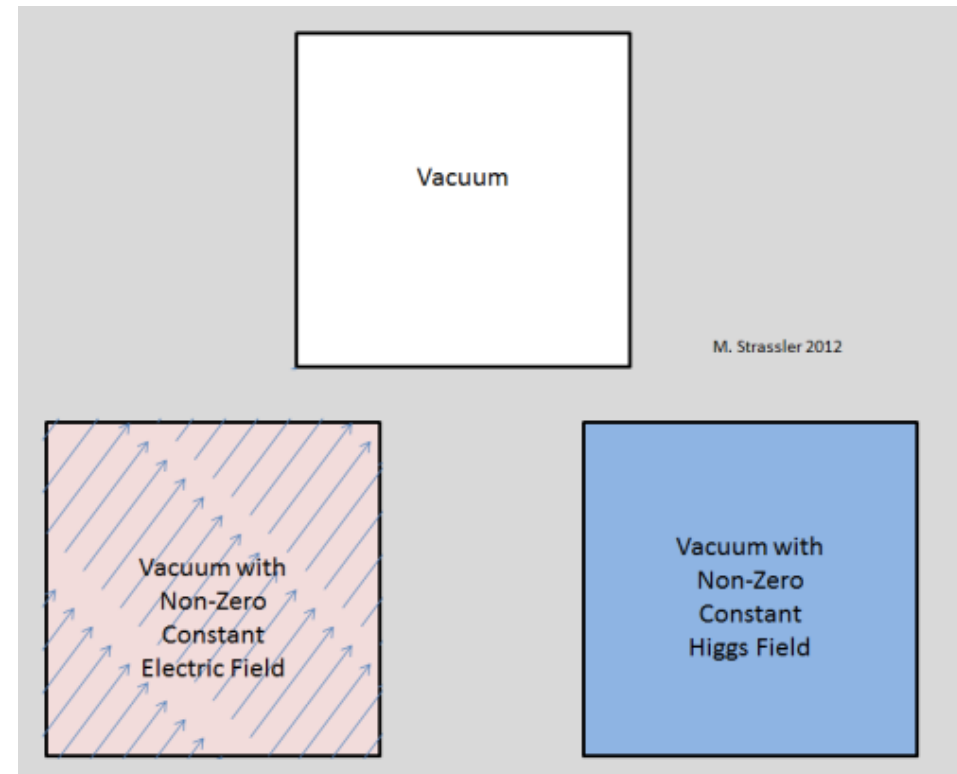 Vacuum
M. Strassler 2012
Vacuum with
Non-Zero
Constant
Electric Field
Vacuum with
Non-Zero
Constant
Higgs Field